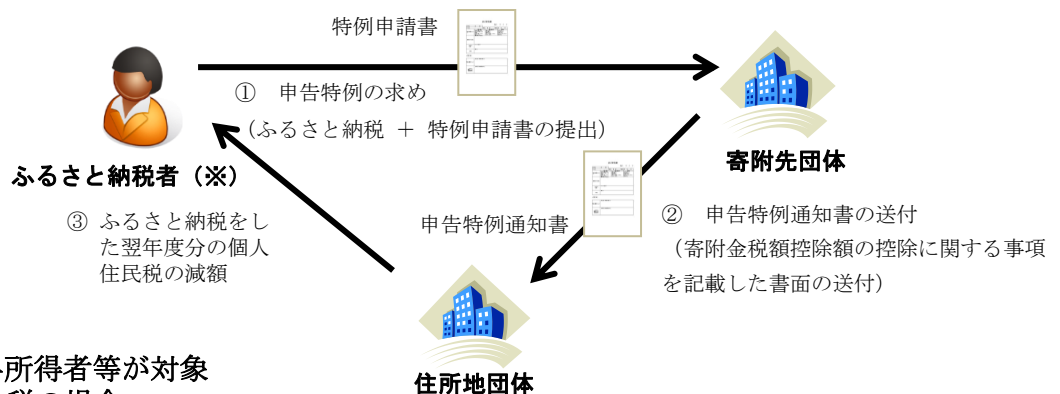 特例申請書
① 申告特例の求め
(ふるさと納税 + 特例申請書の提出)
ふるさと納税者(※)
寄附先団体
③ ふるさと納税をし
た翌年度分の個人
住民税の減額
申告特例通知書
② 申告特例通知書の送付
(寄附金税額控除額の控除に関する事項
を記載した書面の送付)
住所地団体
所得者等が対象